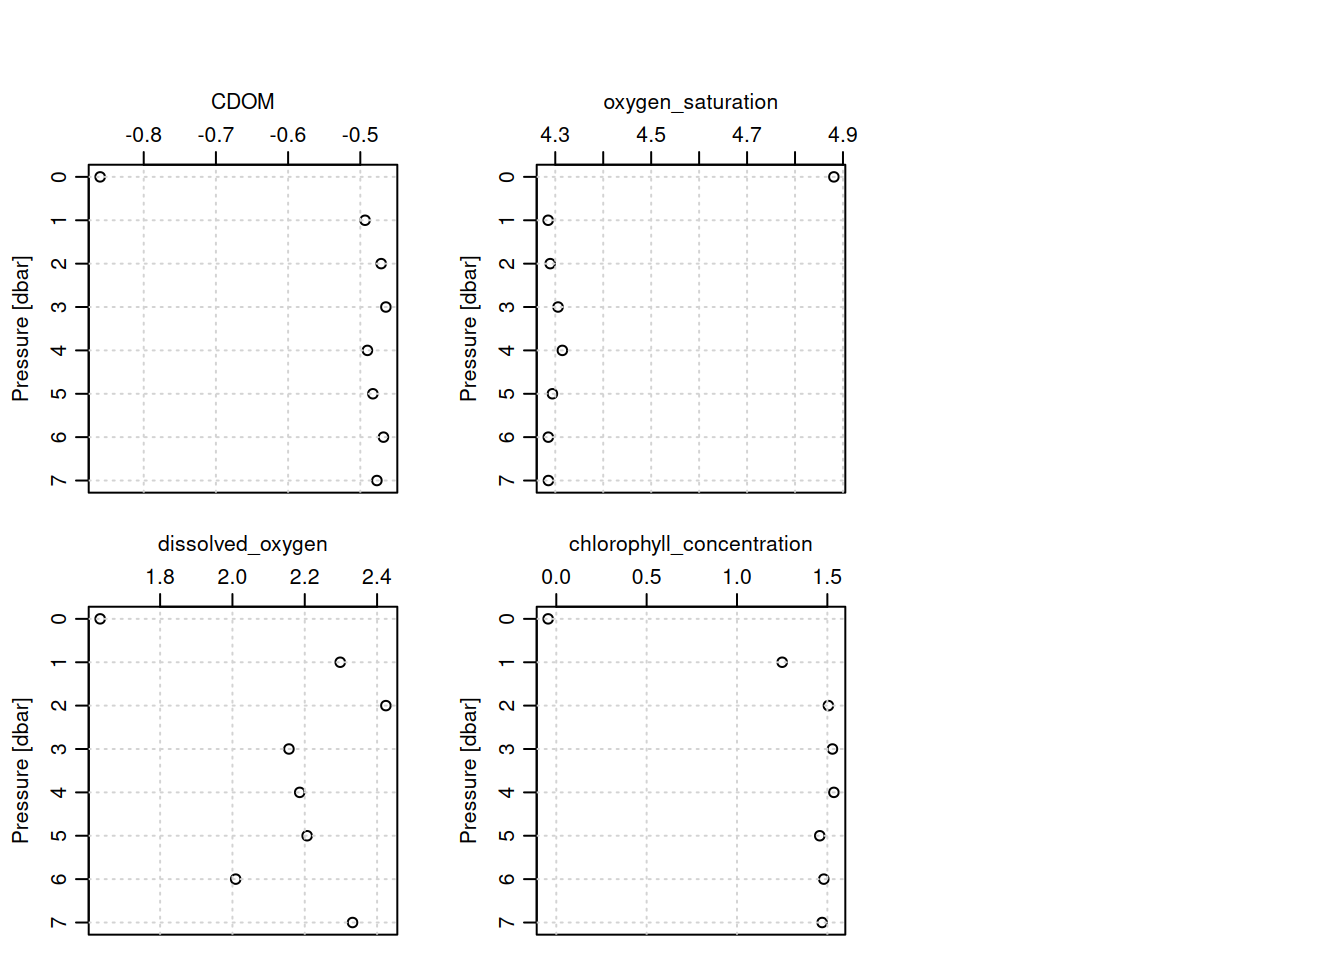 CDOM
-0.8 -0.7 -0.6 -0.5
0
1
2
3
4
5
6
7
Pressure [dbar]
oxygen_saturation
4.3 4.5 4.7 4.9
0
1
2
3
4
5
6
7
Pressure [dbar]
dissolved_oxygen
1.8 2.0 2.2 2.4
0
1
2
3
4
5
6
7
Pressure [dbar]
chlorophyll_concentration
0.0 0.5 1.0 1.5
0
1
2
3
4
5
6
7
Pressure [dbar]